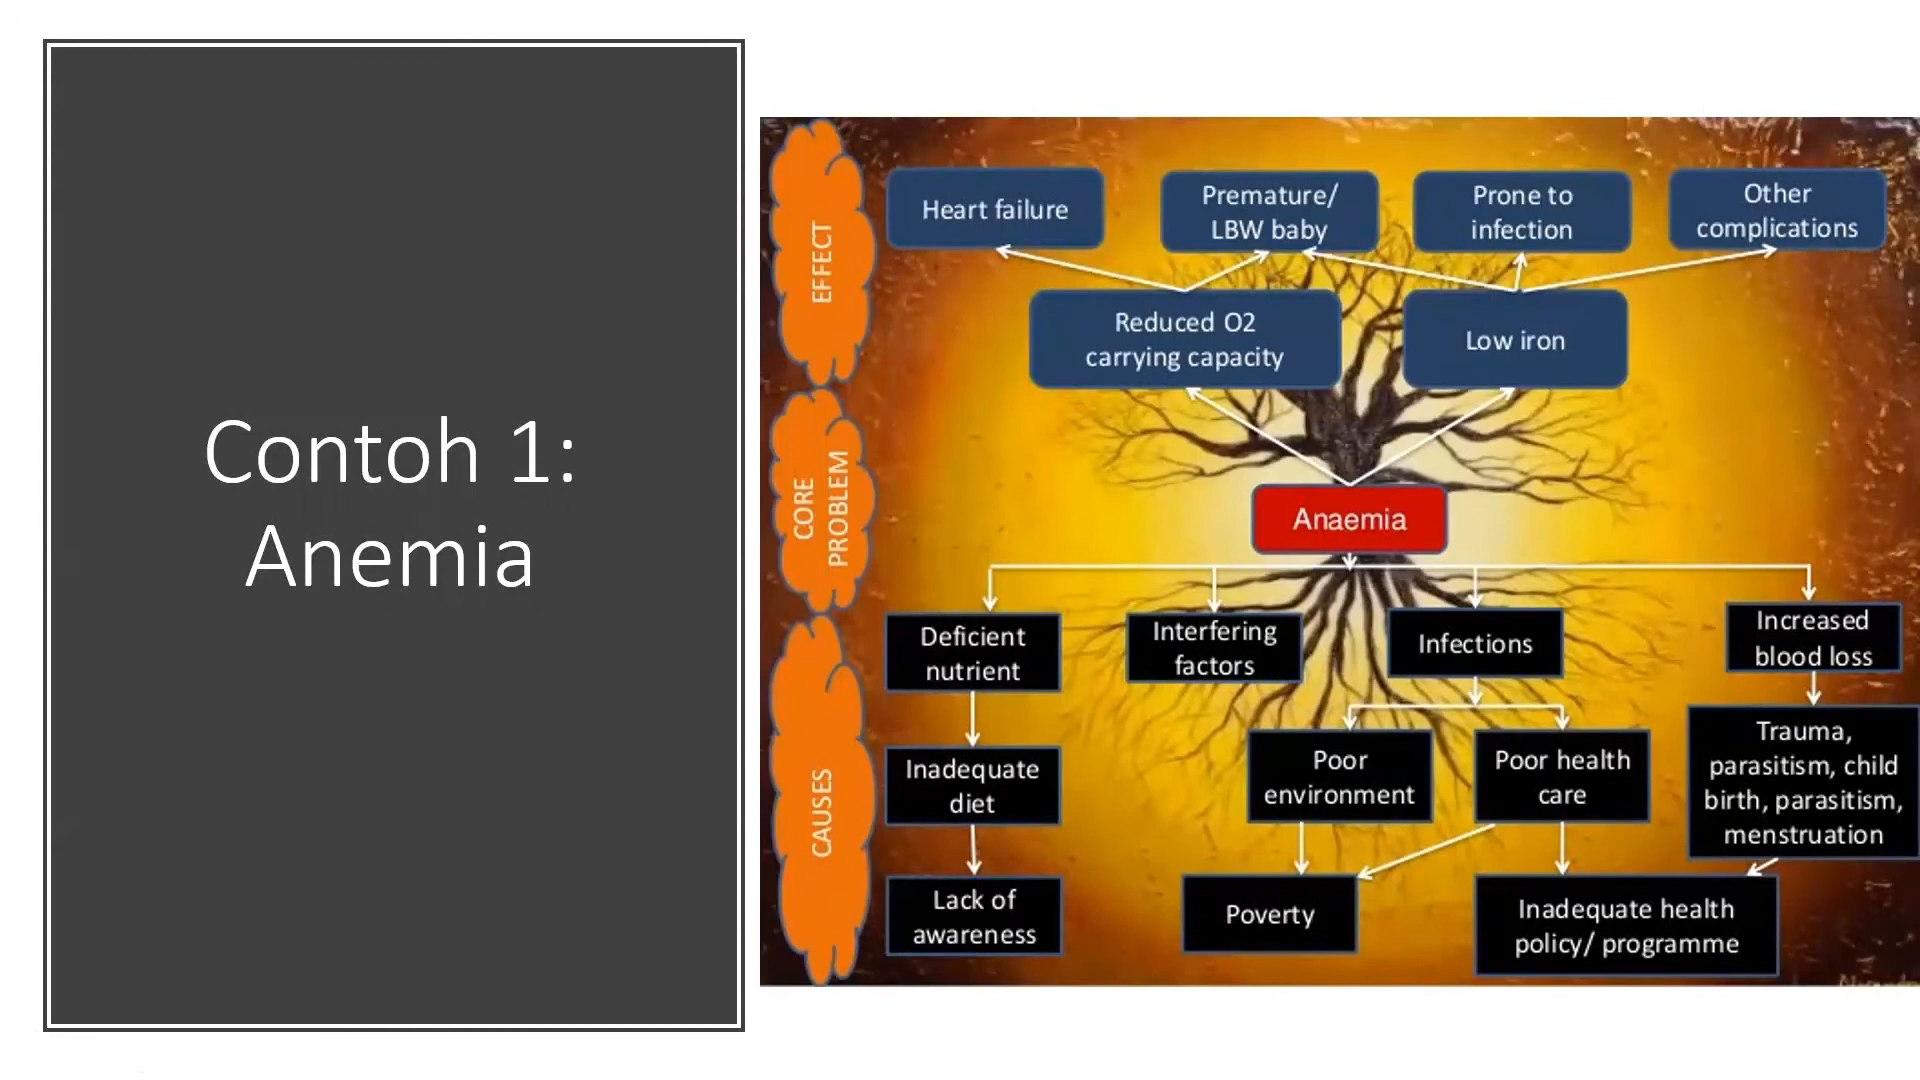 Contoh 1:
Anemia
EFFECT
Heart failure
Premature/
LBW baby
Prone to
infection
Other
complications
Reduced O2
carrying capacity
Low iron
CORE
PROBLEM
Anaemia
CAUSES
Deficient
nutrient
Interfering
factors
Infections
Increased
blood loss
Inadequate
diet
Poor
environment
Poor health
care
Trauma,
parasitism, child
birth, parasitism,
menstruation
Lack of
awareness
Poverty
Inadequate health
policy/ programme